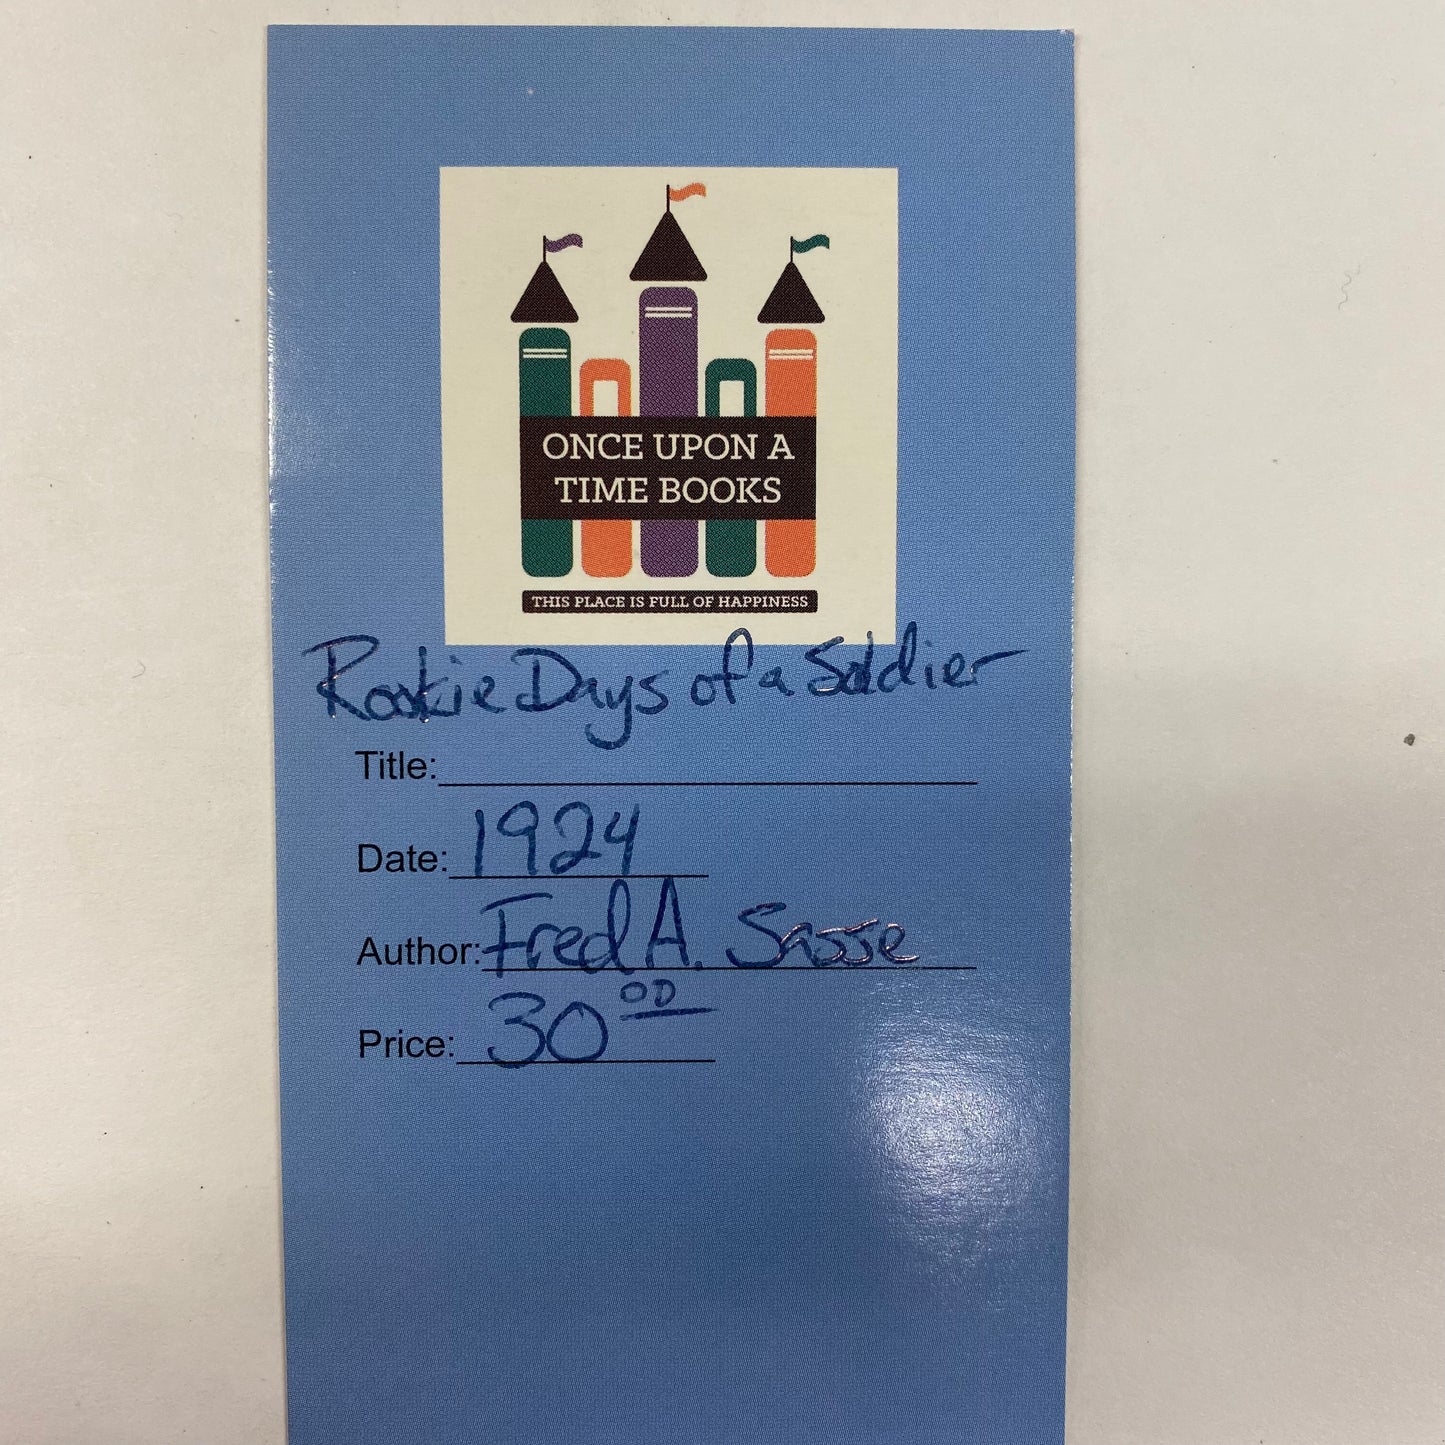 ONCE UPON A
TIME BOOKS
THIS PLACE IS FULL OF HAPPINESS
Rookie Days of a Soldier
Title:
Date: 1924
Author: Fred A. Sasse
Price: 30 00